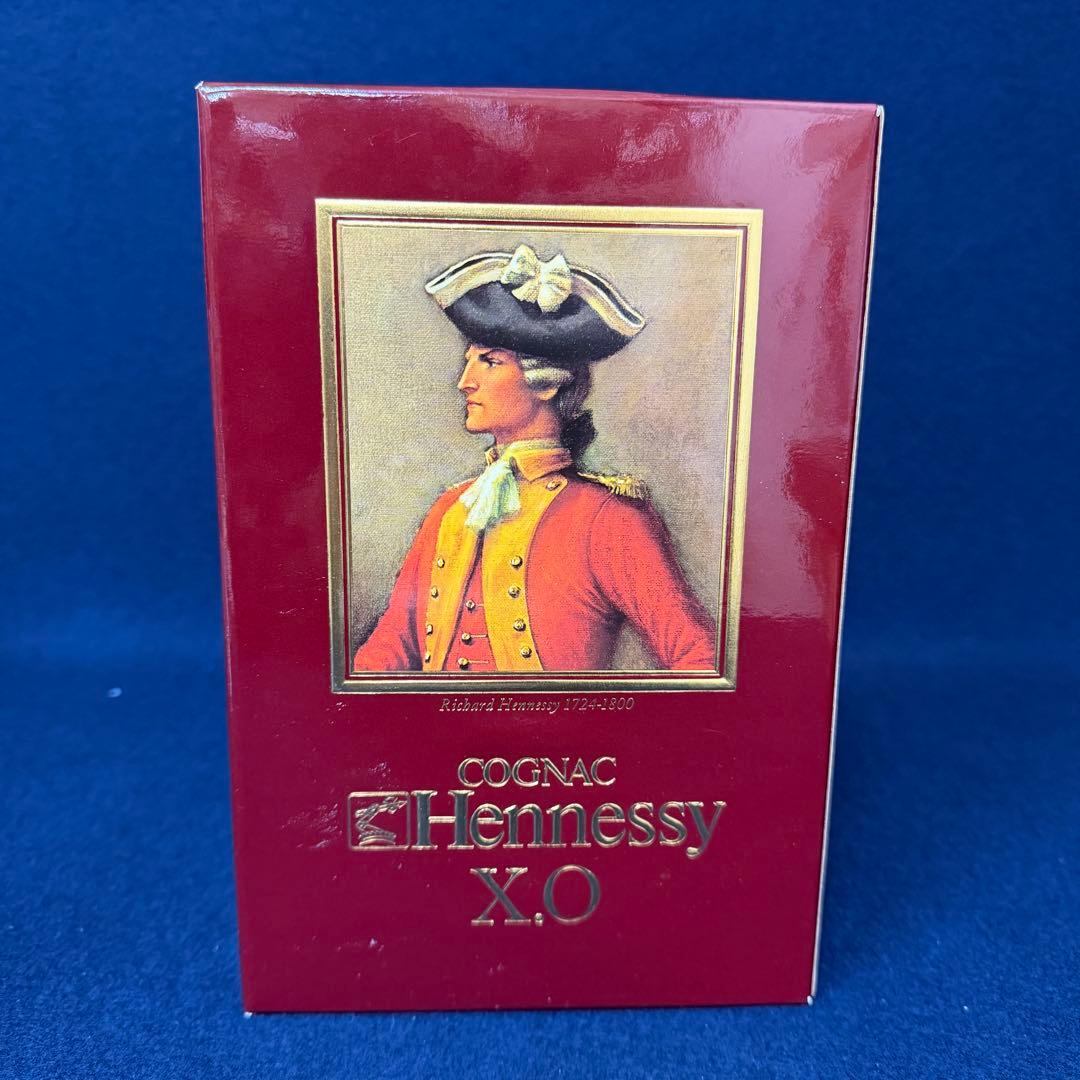 Richard Hennessy 1724-1800
COGNAC
Hennessy
X.O